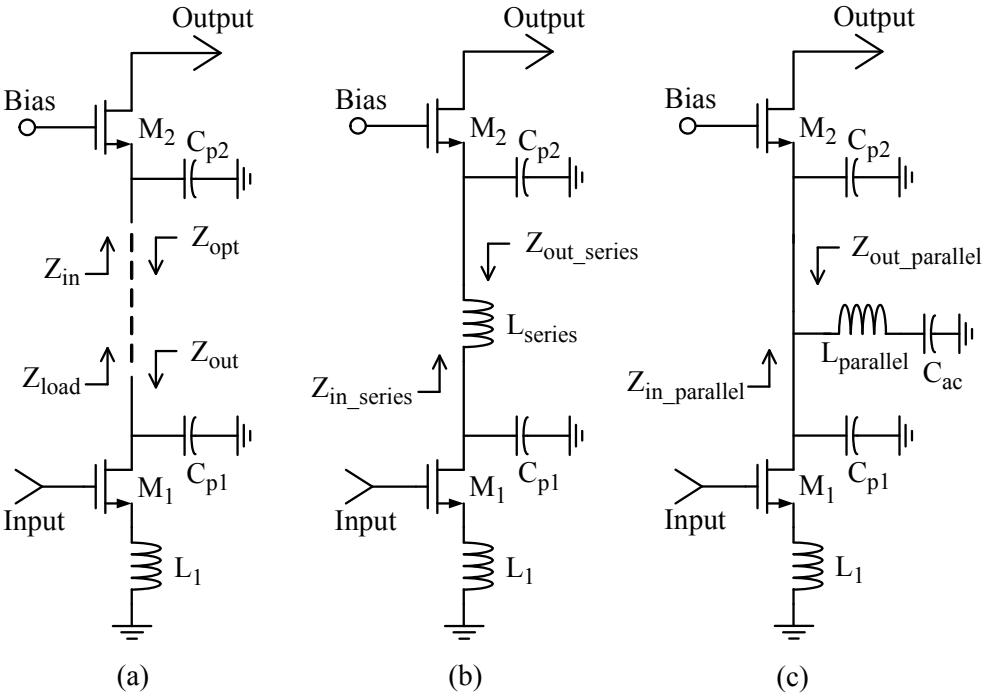 Output
Bias
M2
Cp2
Zin
Zopt
Zload
Zout
Cp1
M1
Input
L1
(a)
Output
Bias
M2
Cp2
Zout_series
Lseries
Zin_series
Cp1
M1
Input
L1
(b)
Output
Bias
M2
Cp2
Zout_parallel
Lparallel
Cac
Zin_parallel
Cp1
M1
Input
L1
(c)